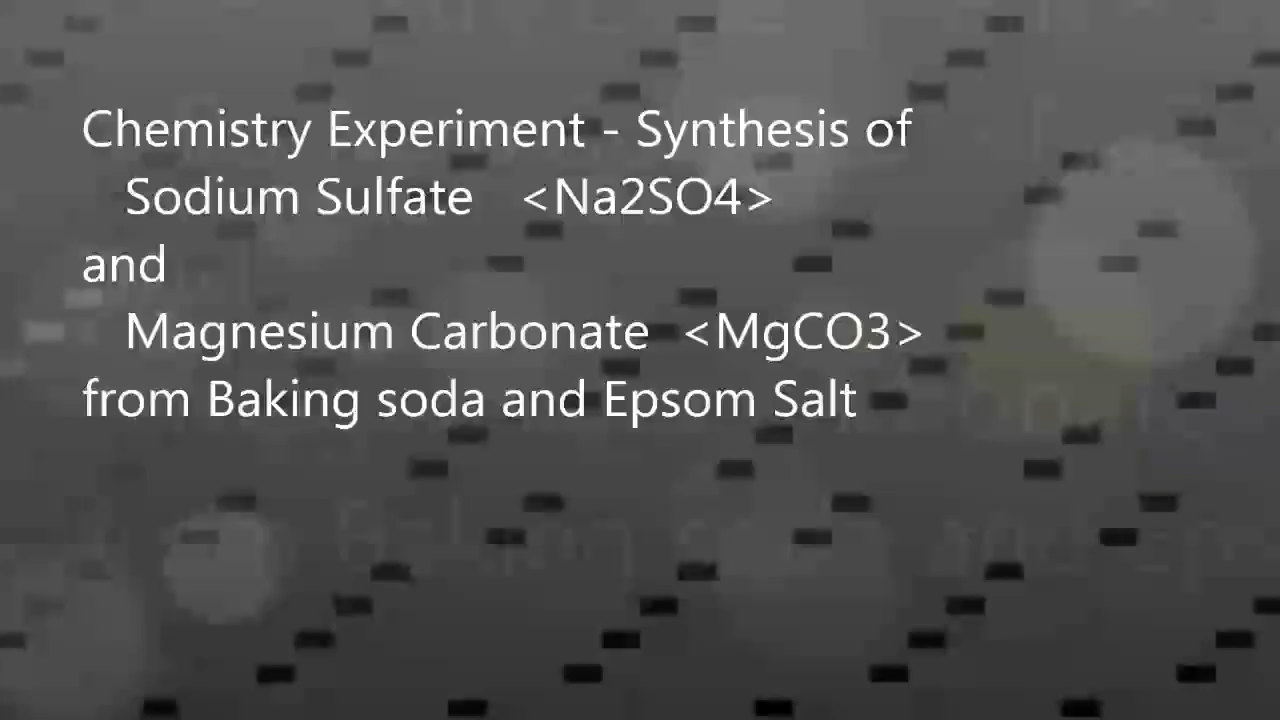 Chemistry Experiment - Synthesis of
Sodium Sulfate <Na2SO4>
and
Magnesium Carbonate <MgCO3>
from Baking soda and Epsom Salt